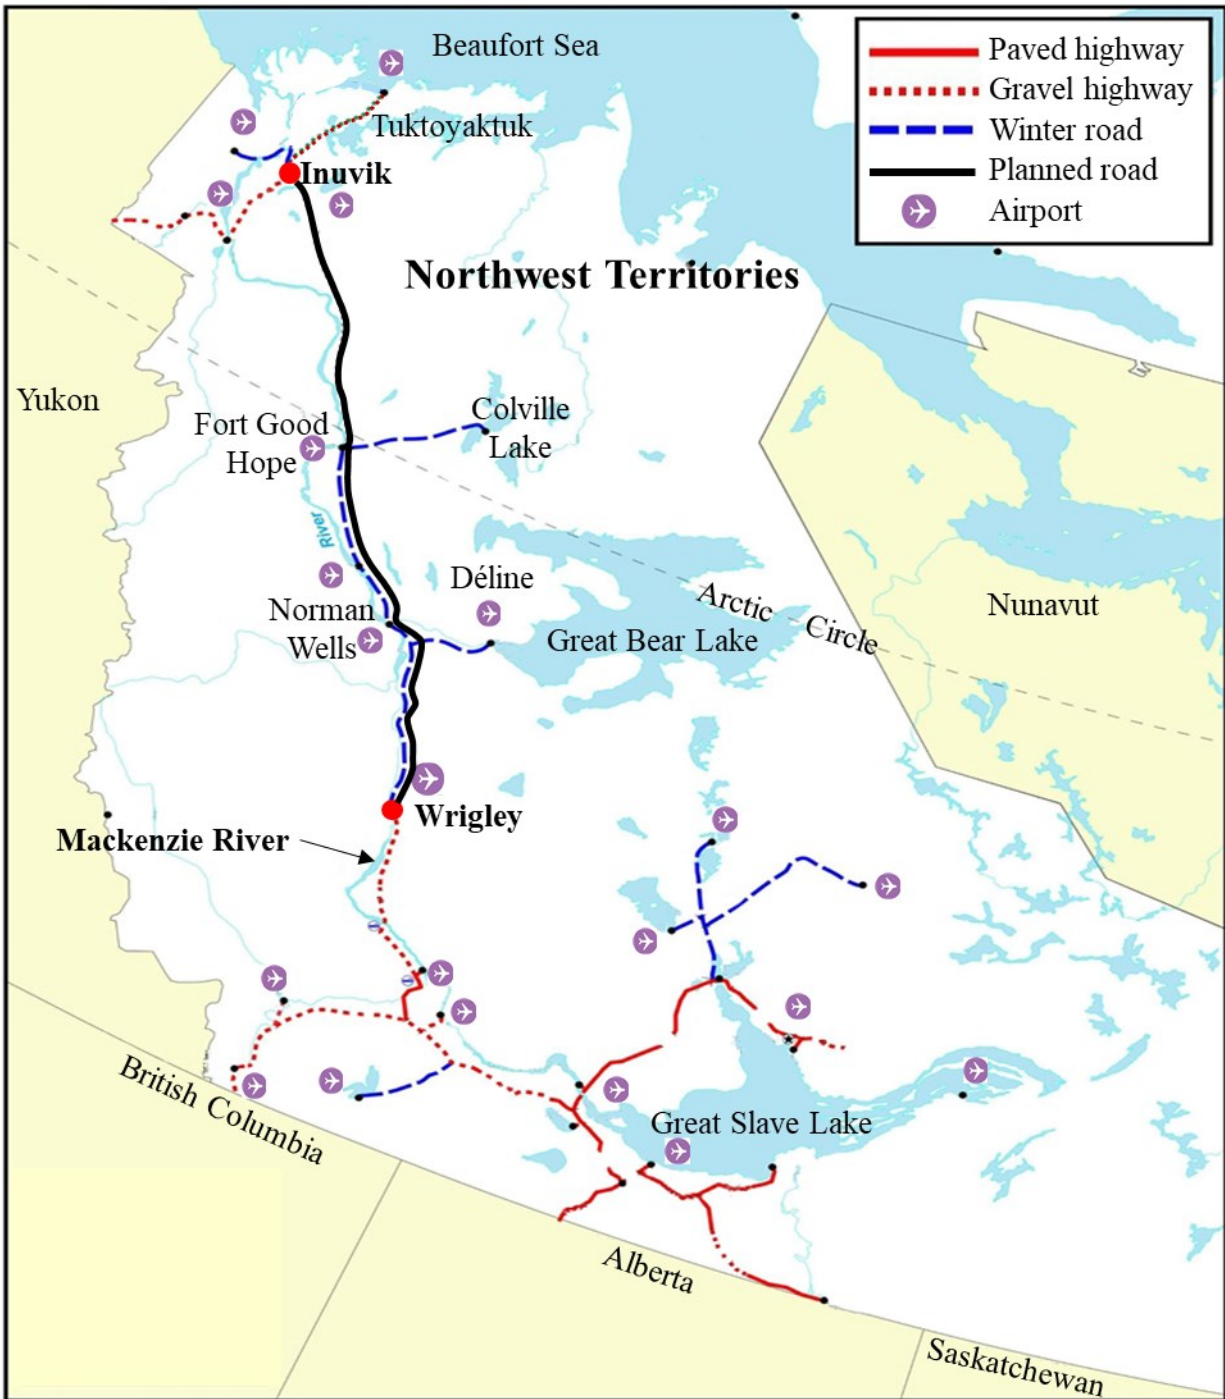 Beaufort Sea
Paved highway
Gravel highway
Winter road
Planned road
Airport
Tuktoyaktuk
Inuvik
Northwest Territories
Yukon
Fort Good
Hope
Colville
Lake
River
Norman
Wells
Déline
Great Bear Lake
Arctic Circle
Nunavut
Wrigley
Mackenzie River
British Columbia
Great Slave Lake
Alberta
Saskatchewan